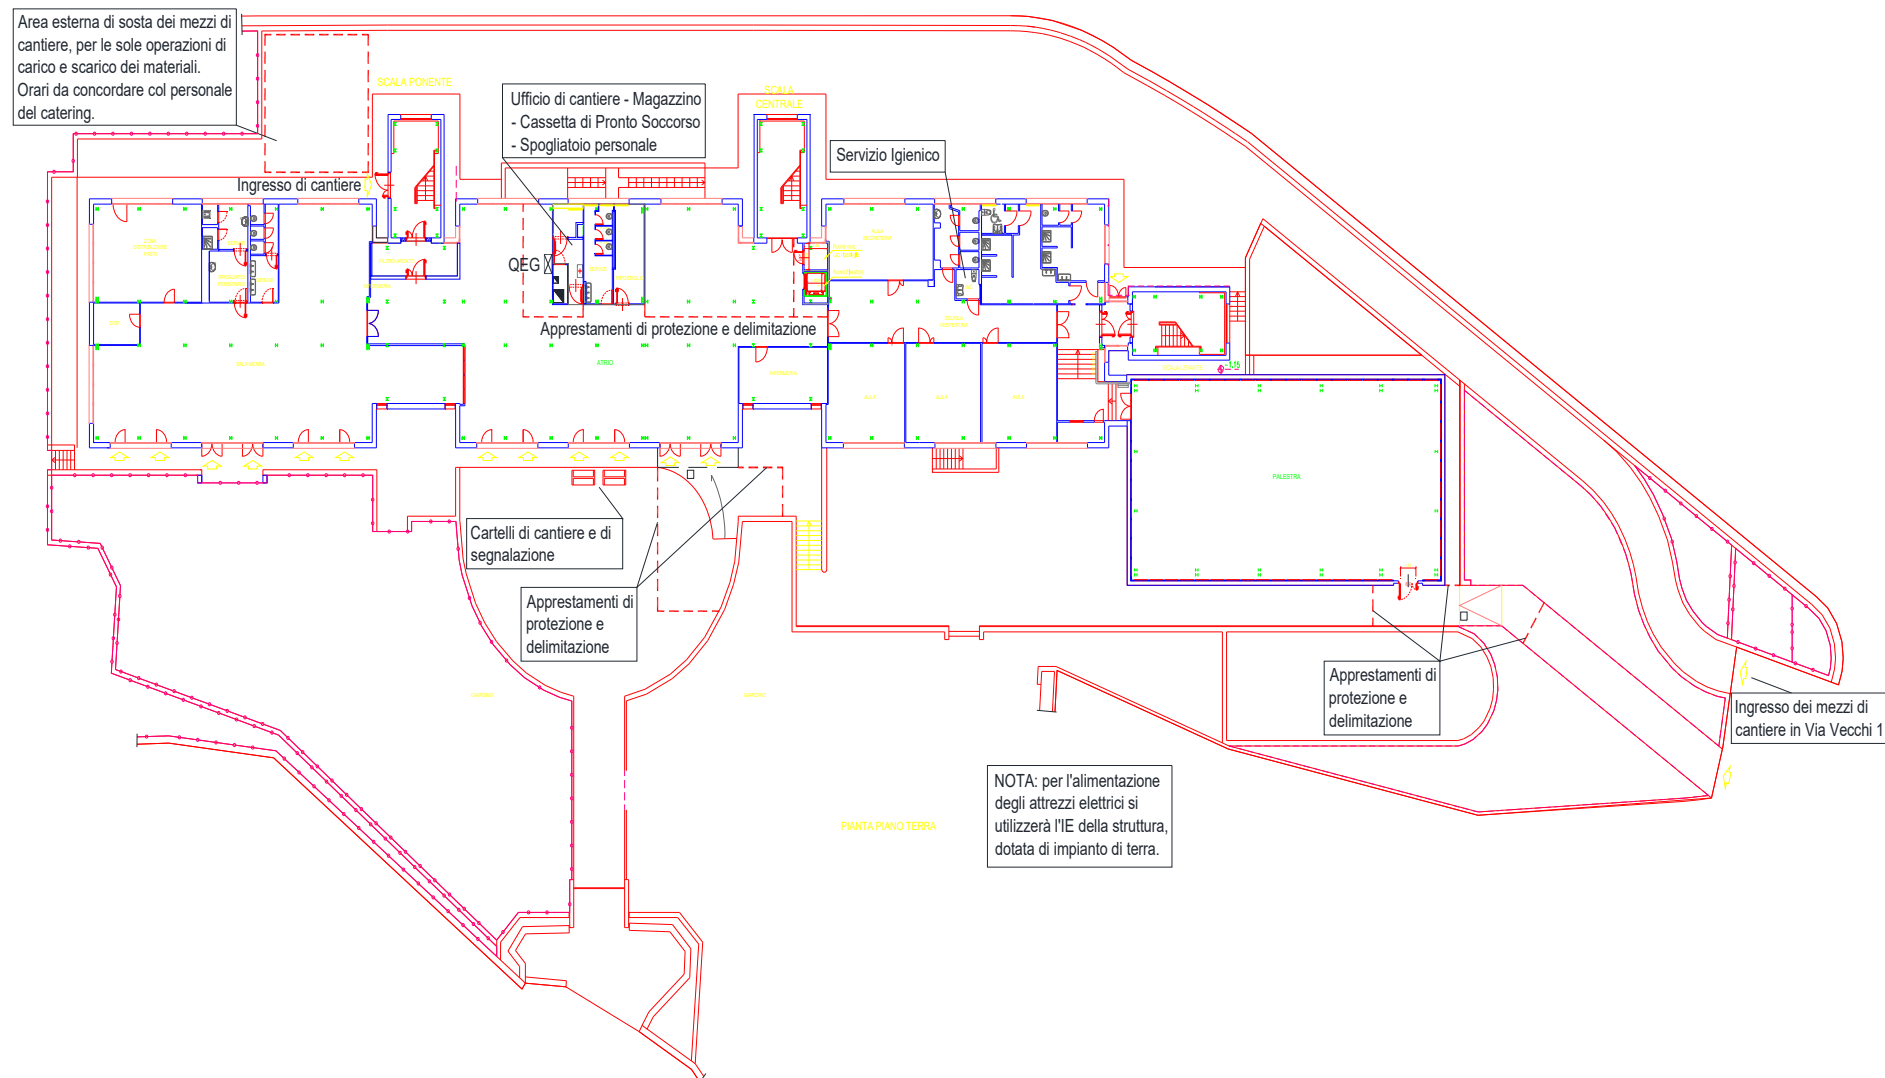 Area esterna di sosta dei mezzi di
cantiere, per le sole operazioni di
carico e scarico dei materiali.
Orari da concordare col personale
del catering.
SCALA PONENTE
Ufficio di cantiere - Magazzino
- Cassetta di Pronto Soccorso
- Spogliatoio personale
SCALA
CENTRALE
Servizio Igienico
Ingresso di cantiere
QEG
Apprestamenti di protezione e delimitazione
ATRIO
AULA
AULA
AULA
PALESTRA
Cartelli di cantiere e di
segnalazione
Apprestamenti di
protezione e
delimitazione
Apprestamenti di
protezione e
delimitazione
Ingresso dei mezzi di
cantiere in Via Vecchi 1
NOTA: per l'alimentazione
degli attrezzi elettrici si
utilizzerà l'IE della struttura,
dotata di impianto di terra.
PIANTA PIANO TERRA